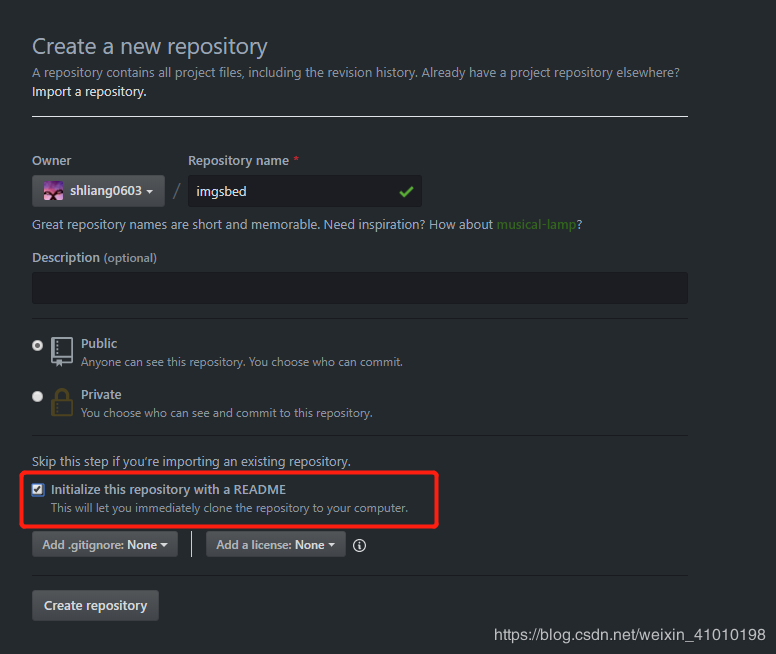 Create a new repository
A repository contains all project files, including the revision history. Already have a project repository elsewhere?
Import a repository.
Owner
Repository name *
shliang0603 / imgsbed
Great repository names are short and memorable. Need inspiration? How about musical-lamp?
Description (optional)
Public
Anyone can see this repository. You choose who can commit.
Private
You choose who can see and commit to this repository.
Skip this step if you're importing an existing repository.
Initialize this repository with a README
This will let you immediately clone the repository to your computer.
Add .gitignore: None
Add a license: None
Create repository
https://blog.csdn.net/weixin_41010198